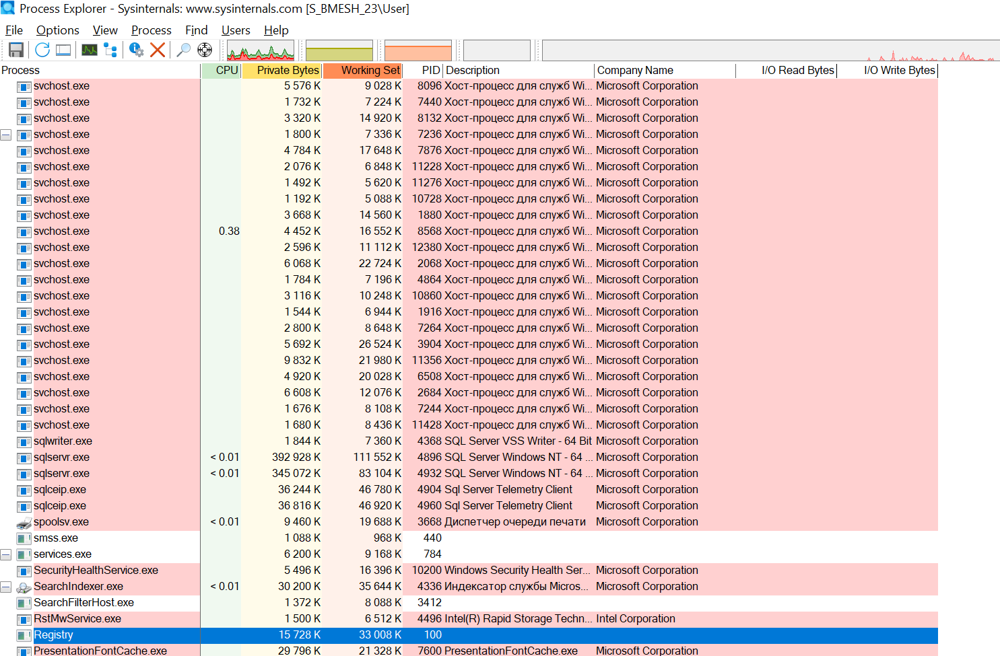 Process Explorer - Sysinternals: www.sysinternals.com [S_BMESH_23\User]
File Options View Process Find Users Help
Process CPU Private Bytes Working Set PID Description Company Name I/O Read Bytes I/O Write Bytes
svchost.exe 5 576 K 9 028 K 8096 Хост-процесс для служб Wi... Microsoft Corporation
svchost.exe 1 732 K 7 224 K 7440 Хост-процесс для служб Wi... Microsoft Corporation
svchost.exe 3 320 K 14 920 K 8132 Хост-процесс для служб Wi... Microsoft Corporation
svchost.exe 1 800 K 7 336 K 7236 Хост-процесс для служб Wi... Microsoft Corporation
svchost.exe 4 784 K 17 648 K 7876 Хост-процесс для служб Wi... Microsoft Corporation
svchost.exe 2 076 K 6 848 K 11228 Хост-процесс для служб Wi... Microsoft Corporation
svchost.exe 1 492 K 5 620 K 11276 Хост-процесс для служб Wi... Microsoft Corporation
svchost.exe 1 192 K 5 088 K 10728 Хост-процесс для служб Wi... Microsoft Corporation
svchost.exe 3 668 K 14 560 K 1880 Хост-процесс для служб Wi... Microsoft Corporation
svchost.exe 0.38 4 452 K 16 552 K 8568 Хост-процесс для служб Wi... Microsoft Corporation
svchost.exe 2 596 K 11 112 K 12380 Хост-процесс для служб Wi... Microsoft Corporation
svchost.exe 6 068 K 22 724 K 2068 Хост-процесс для служб Wi... Microsoft Corporation
svchost.exe 1 784 K 7 196 K 4864 Хост-процесс для служб Wi... Microsoft Corporation
svchost.exe 3 116 K 10 248 K 10860 Хост-процесс для служб Wi... Microsoft Corporation
svchost.exe 1 544 K 6 944 K 1916 Хост-процесс для служб Wi... Microsoft Corporation
svchost.exe 2 800 K 8 648 K 7264 Хост-процесс для служб Wi... Microsoft Corporation
svchost.exe 5 692 K 26 524 K 3904 Хост-процесс для служб Wi... Microsoft Corporation
svchost.exe 9 832 K 21 980 K 11356 Хост-процесс для служб Wi... Microsoft Corporation
svchost.exe 4 920 K 20 028 K 6508 Хост-процесс для служб Wi... Microsoft Corporation
svchost.exe 6 608 K 12 076 K 2684 Хост-процесс для служб Wi... Microsoft Corporation
svchost.exe 1 676 K 8 108 K 7244 Хост-процесс для служб Wi... Microsoft Corporation
svchost.exe 1 680 K 8 436 K 11428 Хост-процесс для служб Wi... Microsoft Corporation
sqlwriter.exe 1 844 K 7 360 K 4368 SQL Server VSS Writer - 64 Bit Microsoft Corporation
sqlservr.exe < 0.01 392 928 K 111 552 K 4896 SQL Server Windows NT - 64 ... Microsoft Corporation
sqlservr.exe < 0.01 345 072 K 83 104 K 4932 SQL Server Windows NT - 64 ... Microsoft Corporation
sqlceip.exe 36 244 K 46 780 K 4904 Sql Server Telemetry Client Microsoft Corporation
sqlceip.exe 36 816 K 46 920 K 4960 Sql Server Telemetry Client Microsoft Corporation
spoolsv.exe < 0.01 9 460 K 19 688 K 3668 Диспетчер очереди печати Microsoft Corporation
smss.exe 1 088 K 968 K 440
services.exe 6 200 K 9 168 K 784
SecurityHealthService.exe 5 496 K 16 396 K 10200 Windows Security Health Ser... Microsoft Corporation
SearchIndexer.exe < 0.01 30 200 K 35 644 K 4336 Индексатор службы Micros... Microsoft Corporation
SearchFilterHost.exe 1 372 K 8 088 K 3412
RstMwService.exe 1 500 K 6 512 K 4496 Intel(R) Rapid Storage Techn... Intel Corporation
Registry 15 728 K 33 008 K 100
PresentationFontCache.exe 29 796 K 21 328 K 7600 PresentationFontCache.exe Microsoft Corporation